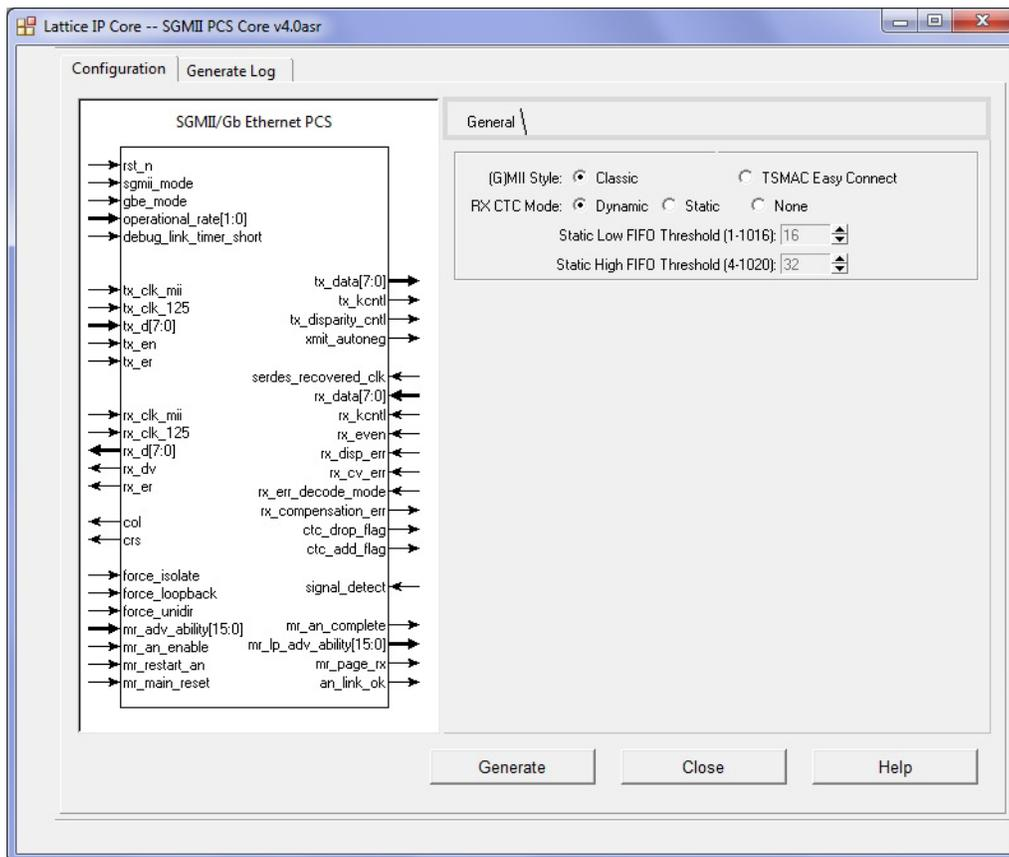 Lattice IP Core -- SGMII PCS Core v4.0asr
Configuration
Generate Log
SGMII/Gb Ethernet PCS
rst_n
sgmii_mode
gbe_mode
operational_rate[1:0]
debug_link_timer_short
tx_clk_mii
tx_clk_125
tx_d[7:0]
tx_en
tx_er
rx_clk_mii
rx_clk_125
rx_d[7:0]
rx_dv
rx_er
col
crs
force_isolate
force_loopback
force_unidir
mr_adv_ability[15:0]
mr_an_enable
mr_restart_an
mr_main_reset
tx_data[7:0]
tx_kcntl
tx_disparity_cntl
xmit_autoneg
serdes_recovered_clk
rx_data[7:0]
rx_kcntl
rx_even
rx_disp_err
rx_cv_err
rx_err_decode_mode
rx_compensation_err
ctc_drop_flag
ctc_add_flag
signal_detect
mr_an_complete
mr_lp_adv_ability[15:0]
mr_page_rx
an_link_ok
General
(G)MII Style: Classic TSMAC Easy Connect
RX CTC Mode: Dynamic Static None
Static Low FIFO Threshold (1-1016): 16
Static High FIFO Threshold (4-1020): 32
Generate
Close
Help